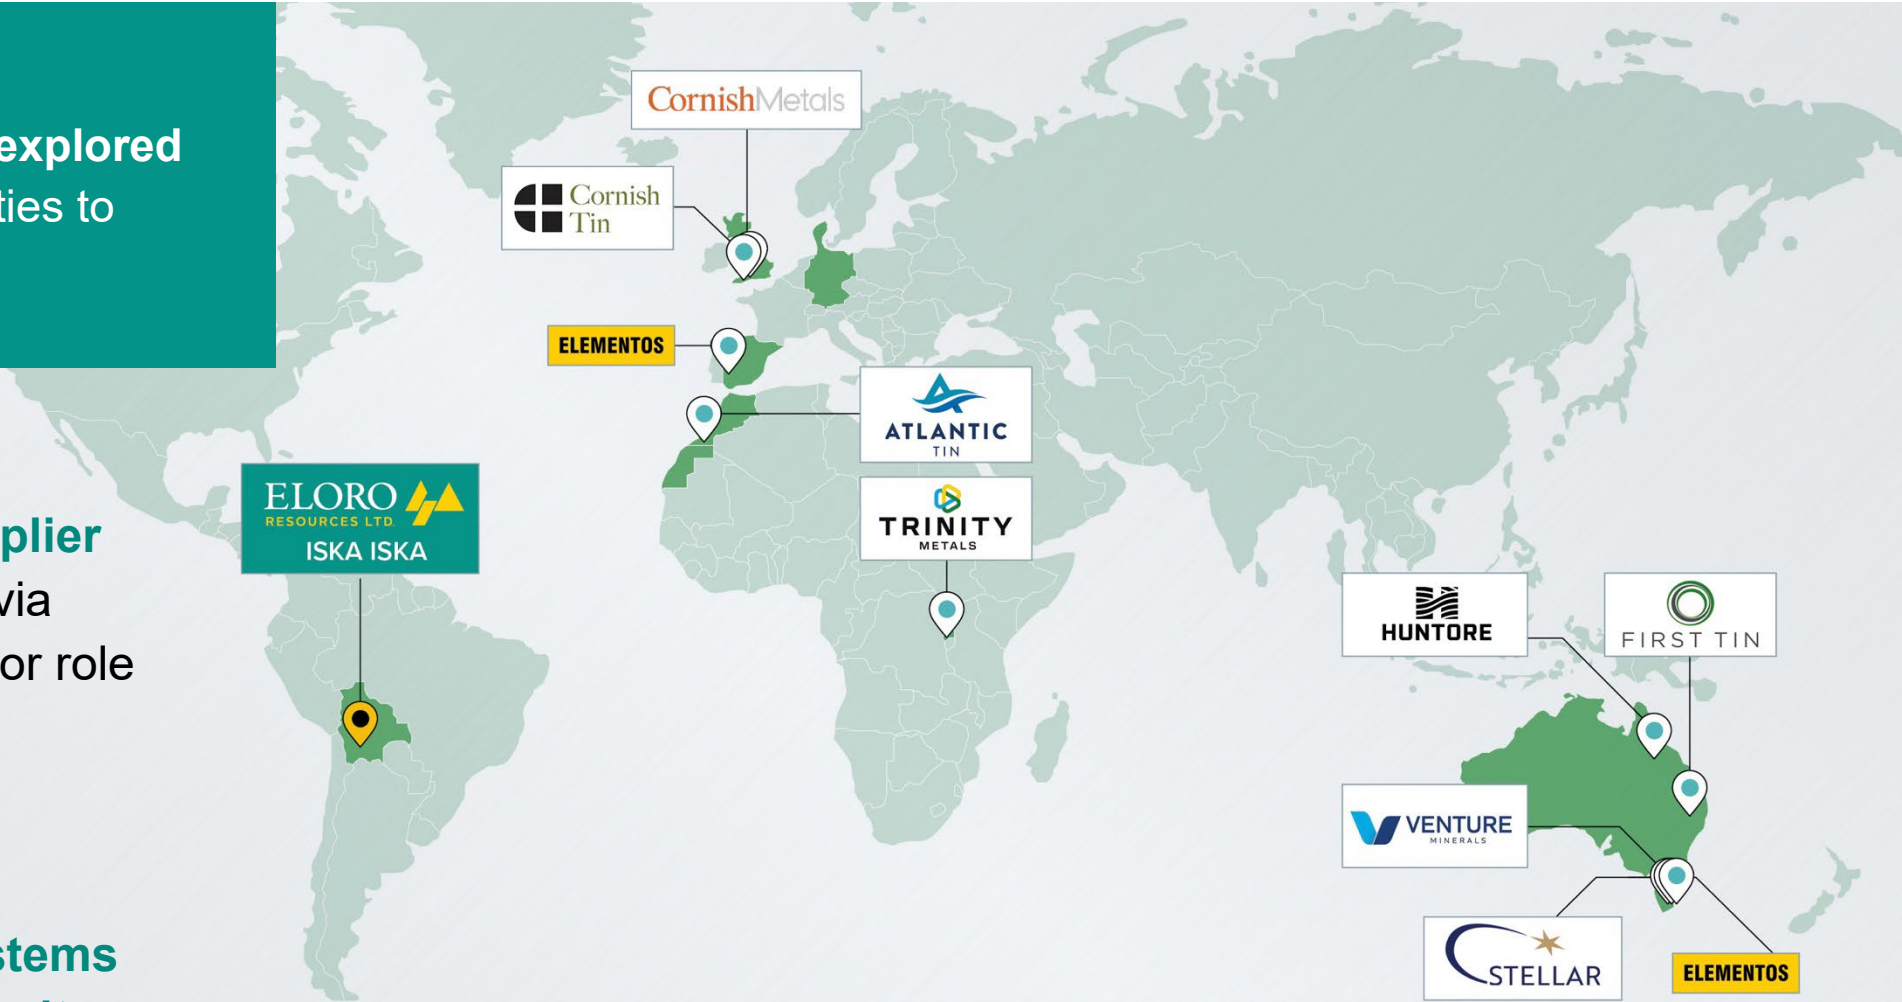 explored
ties to
plier
via
or role
stems
CornishMetals
Cornish
Tin
ELEMENTOS
ATLANTIC
TIN
TRINITY
METALS
ELORO
RESOURCES LTD.
ISKA ISKA
HUNTORE
FIRST TIN
VENTURE
MINERALS
STELLAR
ELEMENTOS